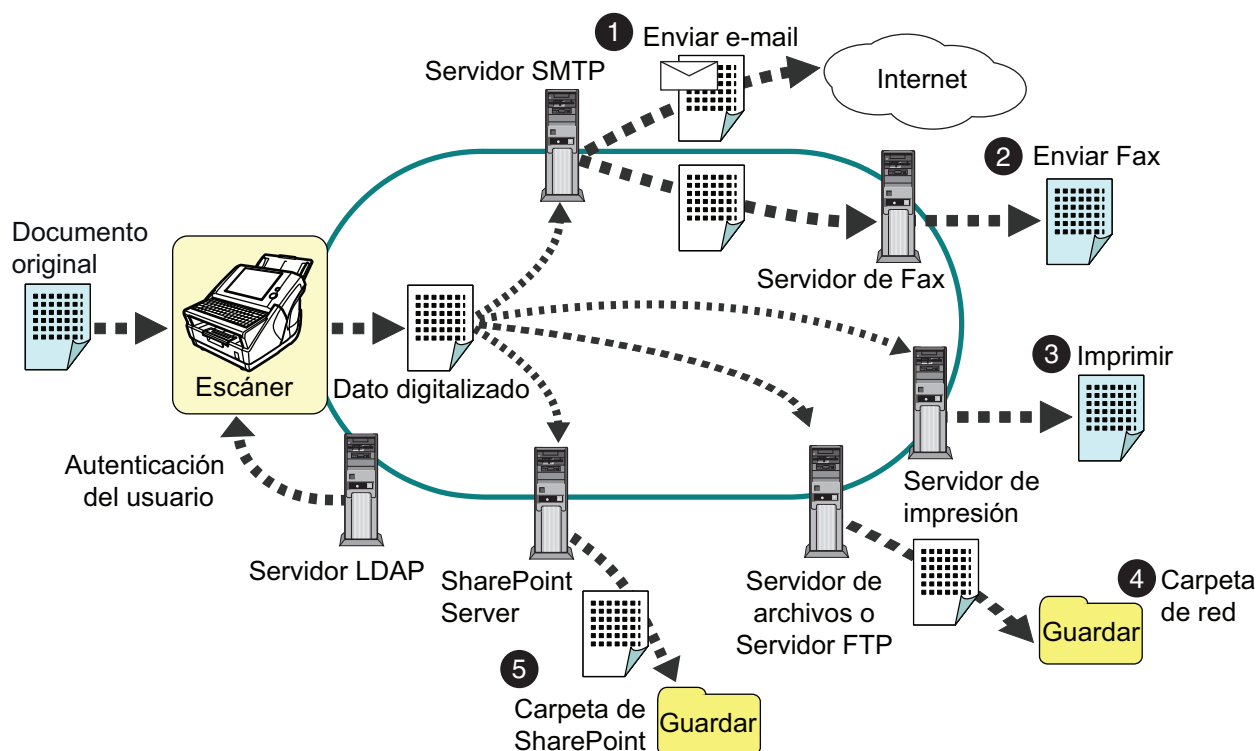 1 Enviar e-mail
Servidor SMTP
Internet
2 Enviar Fax
Documento
original
Servidor de Fax
3 Imprimir
Escáner
Dato digitalizado
Autenticación
del usuario
Servidor de
impresión
Servidor LDAP
SharePoint
Server
Servidor de
archivos o
Servidor FTP
4 Carpeta
de red
Guardar
5
Carpeta de
SharePoint
Guardar